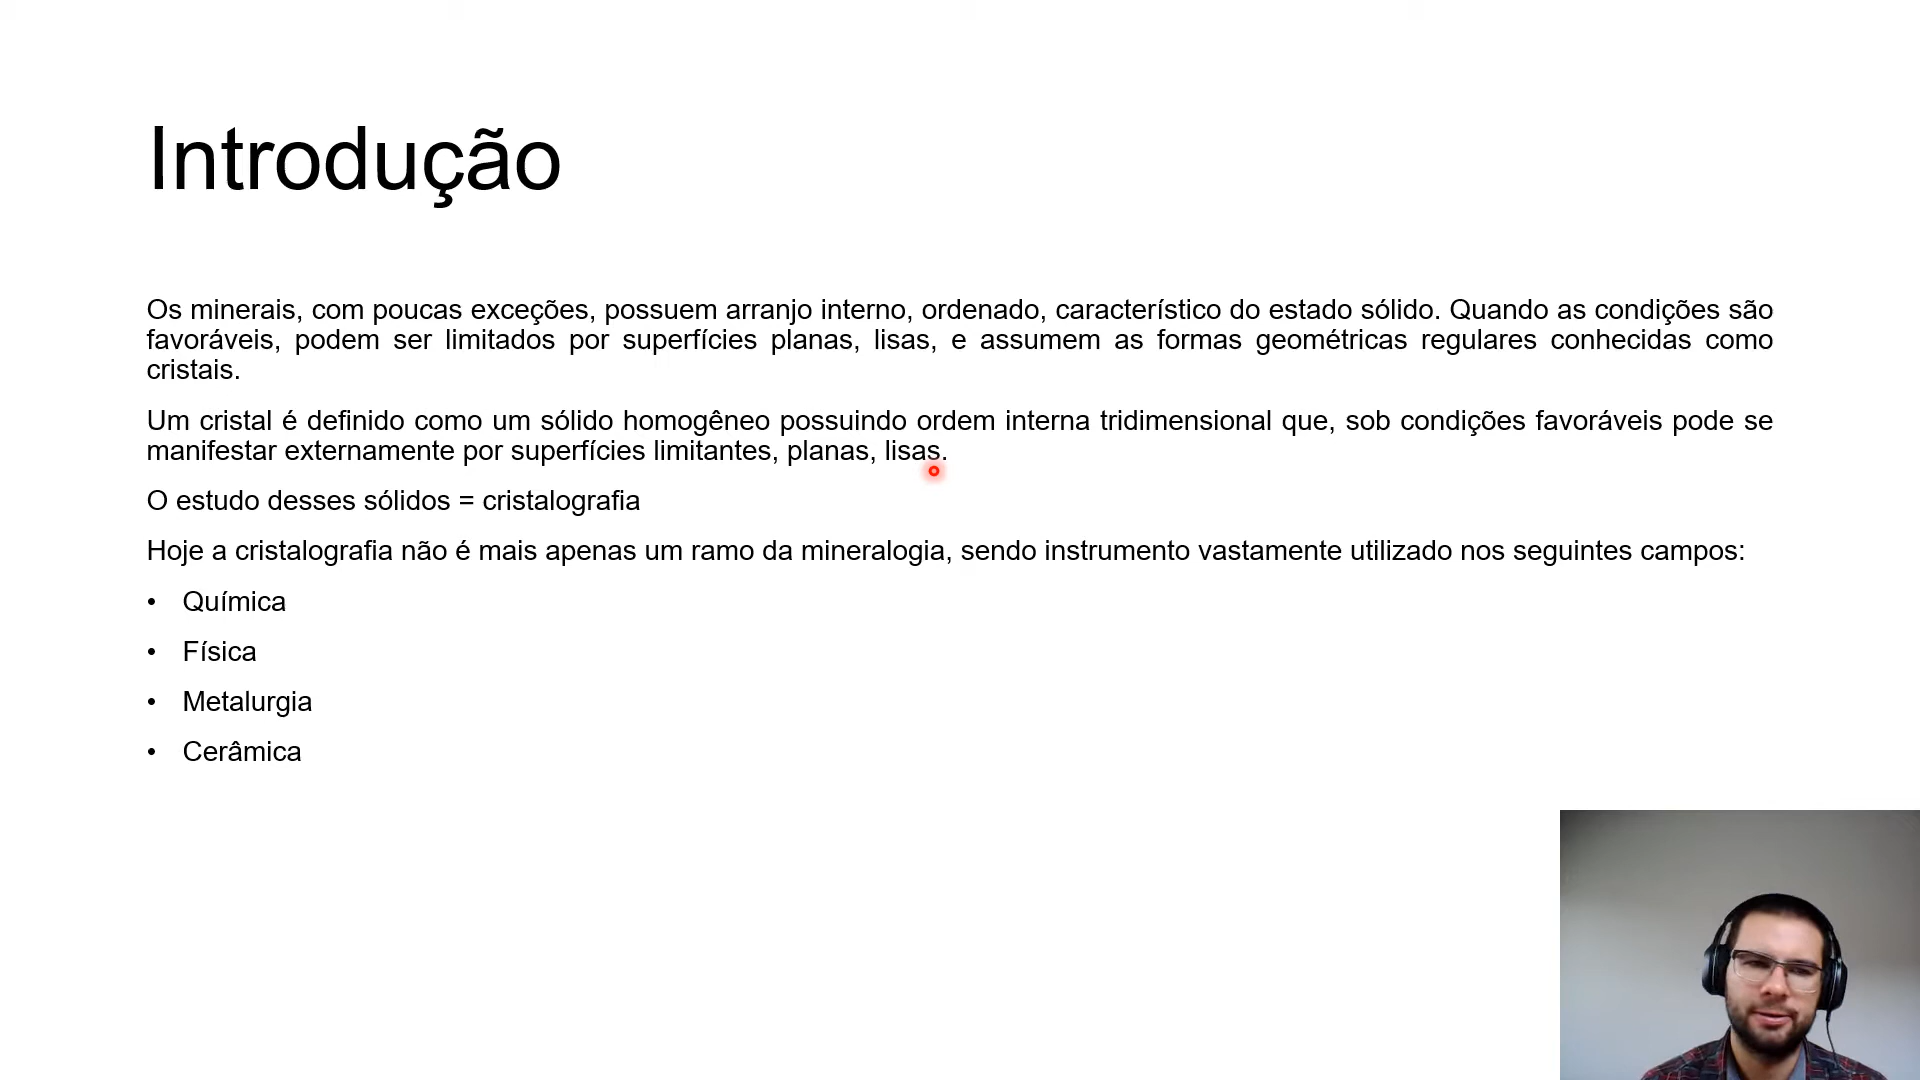 Introdução
Os minerais, com poucas exceções, possuem arranjo interno, ordenado, característico do estado sólido. Quando as condições são
favoráveis, podem ser limitados por superfícies planas, lisas, e assumem as formas geométricas regulares conhecidas como
cristais.
Um cristal é definido como um sólido homogêneo possuindo ordem interna tridimensional que, sob condições favoráveis pode se
manifestar externamente por superfícies limitantes, planas, lisas.
O estudo desses sólidos = cristalografia
Hoje a cristalografia não é mais apenas um ramo da mineralogia, sendo instrumento vastamente utilizado nos seguintes campos:
• Química
• Física
• Metalurgia
• Cerâmica